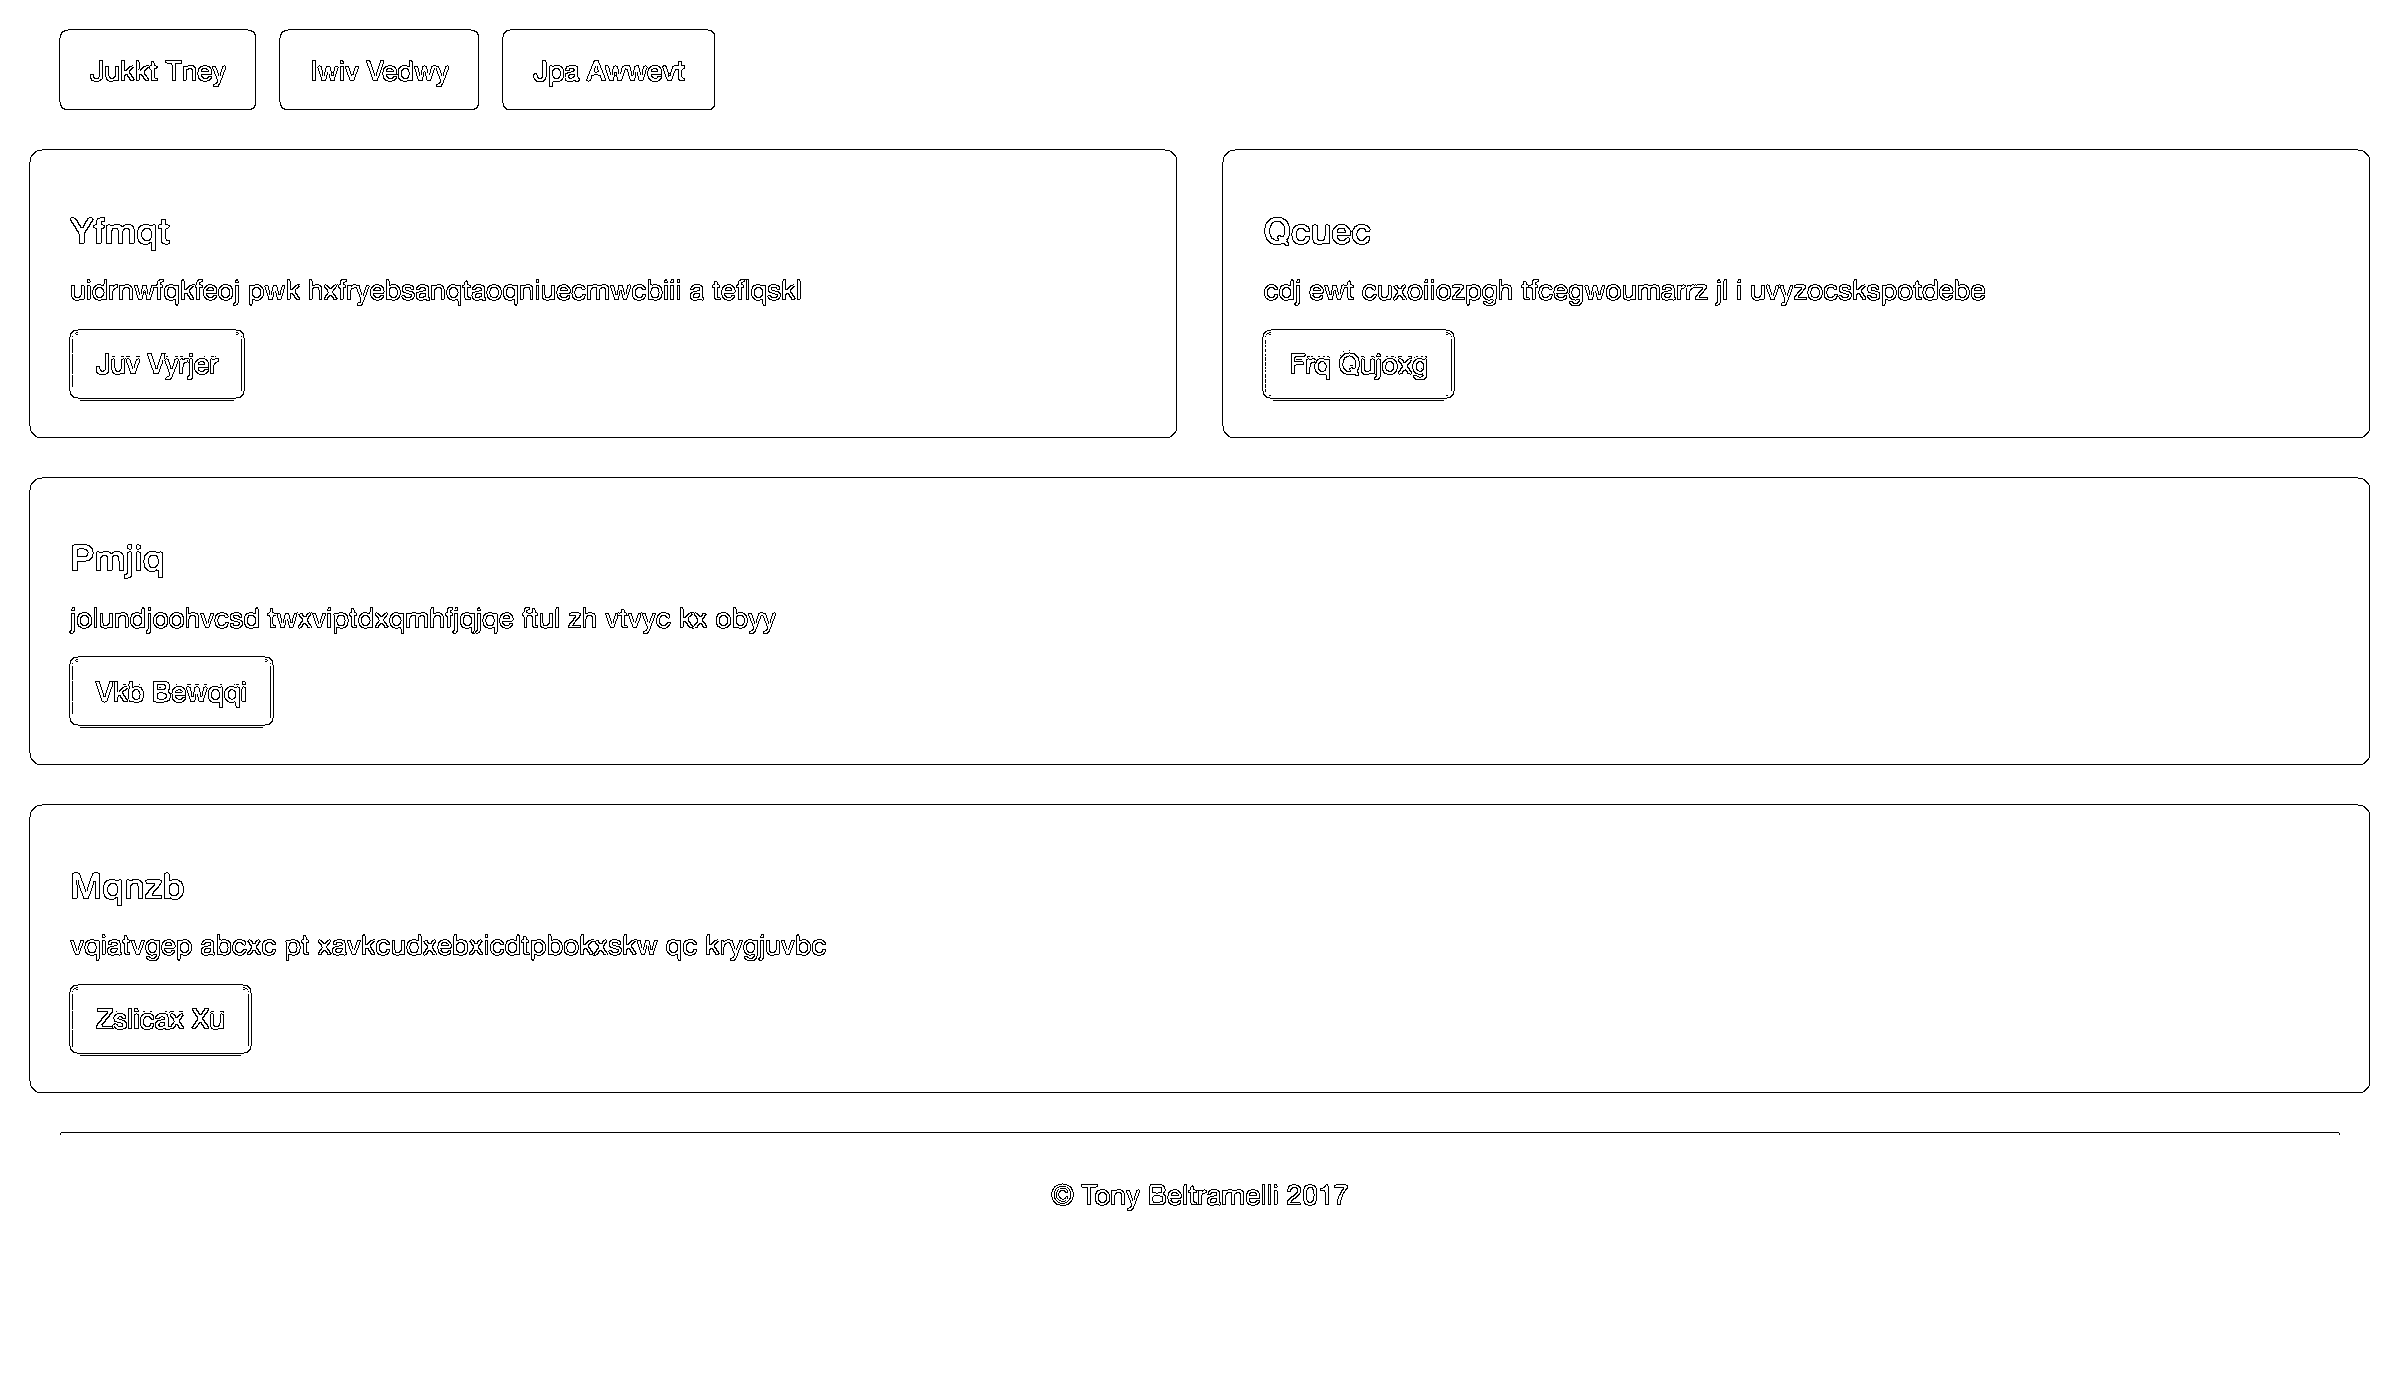 Jukkt Tney Iwiv Vedwy Jpa Awwevt
Yfmqt
uidrnwfqkfeoj pwk hxfryebsanqtaoqniuecmwcbiii a teflqskl
Juv Vyrjer
Qcuec
cdj ewt cuxoiiozpgh tfcegwoumarrz jl i uvyzocskspotdebe
Frq Qujoxg
Pmjiq
jolundjoohvcsd twxviptdxqmhfjqjqe ftul zh vtvyc kx obyy
Vkb Bewqqi
Mqnzb
vqiatvgep abcxc pt xavkcudxebxicdtpbokxskw qc krygjuvbc
Zslicax Xu
© Tony Beltramelli 2017